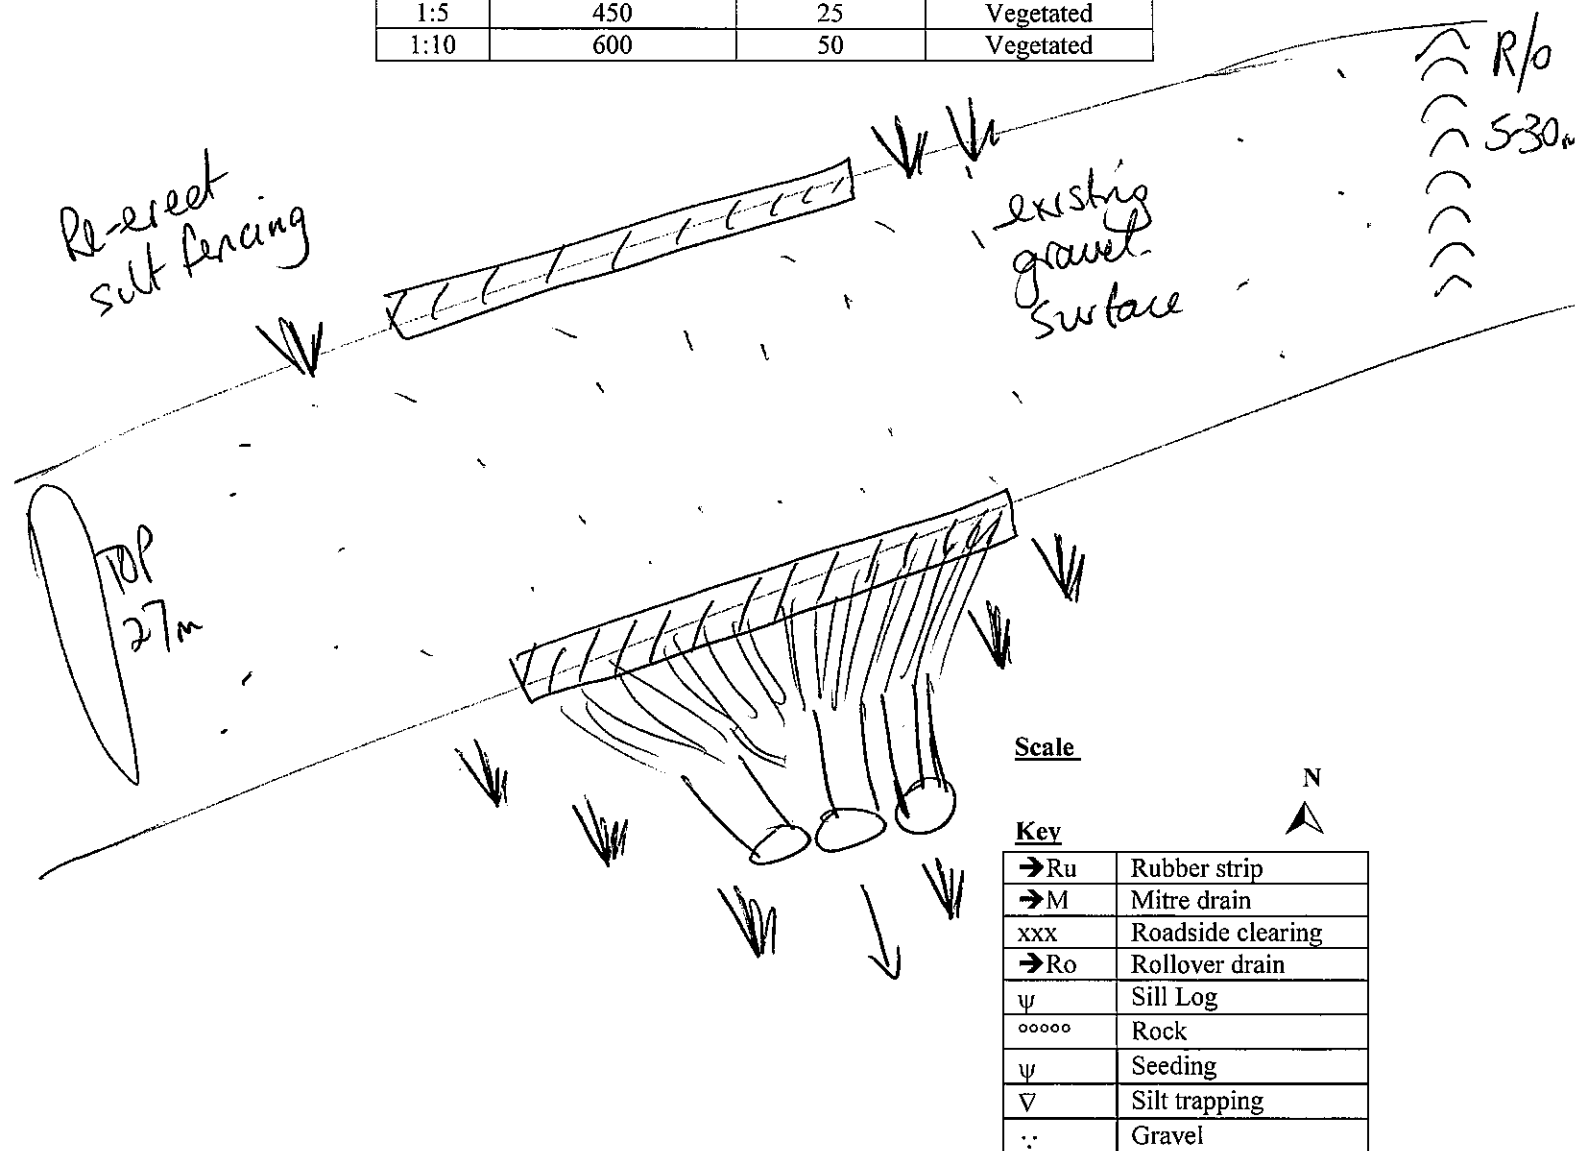 1:5 450 25 Vegetated
1:10 600 50 Vegetated
R/O
5-30m
Re-erect
silt fencing
existing
gravel
surface
TOP
27m
Scale
N
Key
➔Ru Rubber strip
➔M Mitre drain
xxx Roadside clearing
➔Ro Rollover drain
ψ Sill Log
ooooo Rock
ψ Seeding
∇ Silt trapping
∵ Gravel